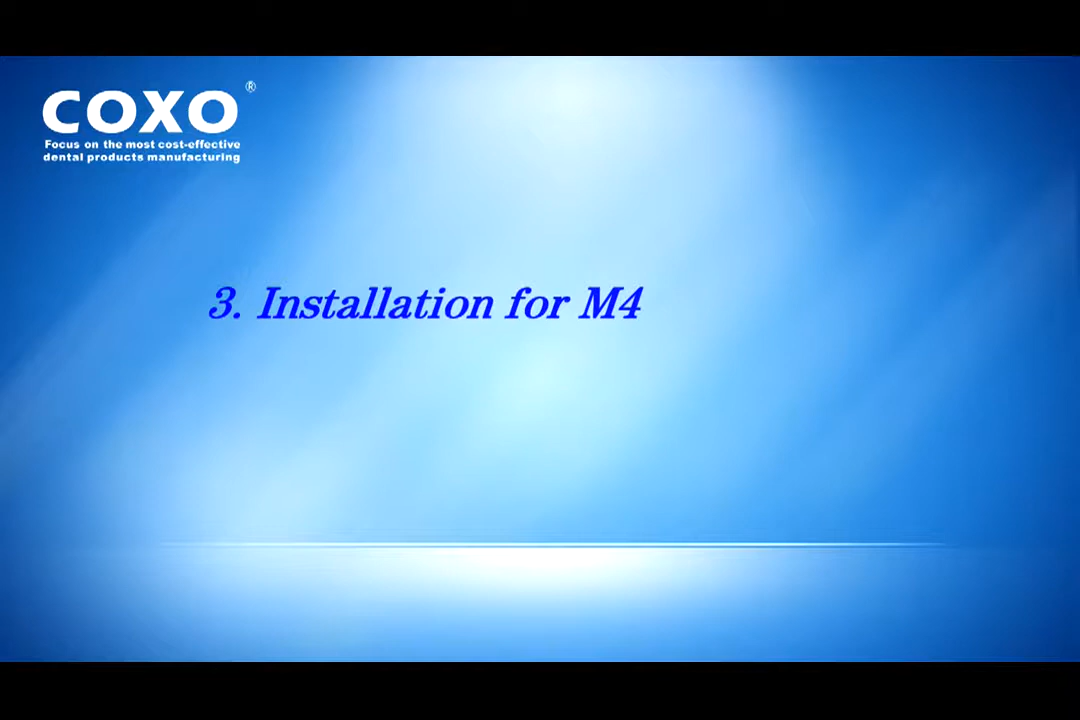 COXO®
Focus on the most cost-effective
dental products manufacturing
3. Installation for M4